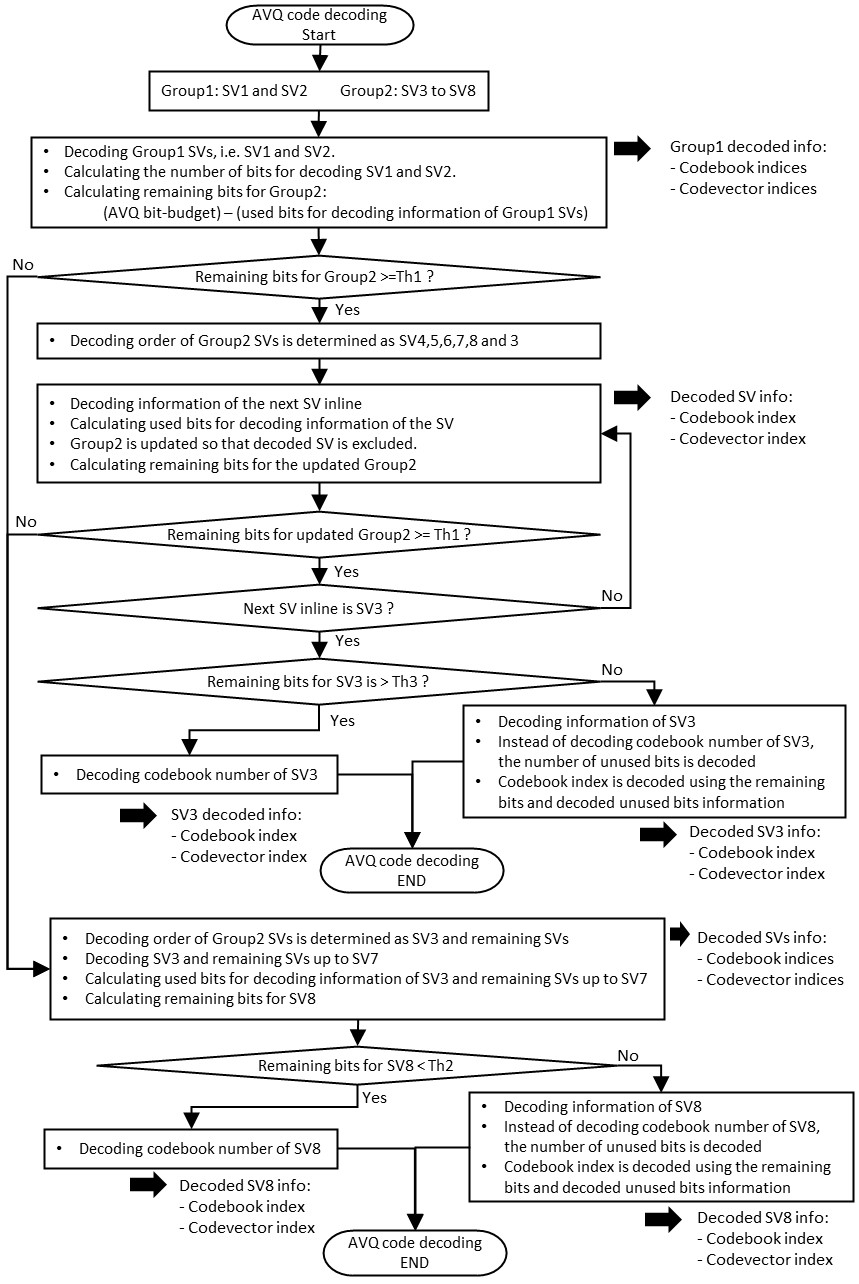 AVQ code decoding
Start
Group1: SV1 and SV2 Group2: SV3 to SV8
• Decoding Group1 SVs, i.e. SV1 and SV2.
• Calculating the number of bits for decoding SV1 and SV2.
• Calculating remaining bits for Group2:
(AVQ bit-budget) – (used bits for decoding information of Group1 SVs)
Group1 decoded info:
- Codebook indices
- Codevector indices
No
Remaining bits for Group2 >=Th1 ?
Yes
• Decoding order of Group2 SVs is determined as SV4,5,6,7,8 and 3
• Decoding information of the next SV inline
• Calculating used bits for decoding information of the SV
• Group2 is updated so that decoded SV is excluded.
• Calculating remaining bits for the updated Group2
Decoded SV info:
- Codebook index
- Codevector index
No
Remaining bits for updated Group2 >= Th1 ?
Yes
Next SV inline is SV3 ?
No
Yes
Remaining bits for SV3 is > Th3 ?
No
Yes
• Decoding codebook number of SV3
• Decoding information of SV3
• Instead of decoding codebook number of SV3,
the number of unused bits is decoded
• Codebook index is decoded using the remaining
bits and decoded unused bits information
SV3 decoded info:
- Codebook index
- Codevector index
Decoded SV3 info:
- Codebook index
- Codevector index
AVQ code decoding
END
• Decoding order of Group2 SVs is determined as SV3 and remaining SVs
• Decoding SV3 and remaining SVs up to SV7
• Calculating used bits for decoding information of SV3 and remaining SVs up to SV7
• Calculating remaining bits for SV8
Decoded SVs info:
- Codebook indices
- Codevector indices
Remaining bits for SV8 < Th2
No
Yes
• Decoding codebook number of SV8
• Decoding information of SV8
• Instead of decoding codebook number of SV8,
the number of unused bits is decoded
• Codebook index is decoded using the remaining
bits and decoded unused bits information
Decoded SV8 info:
- Codebook index
- Codevector index
Decoded SV8 info:
- Codebook index
- Codevector index
AVQ code decoding
END